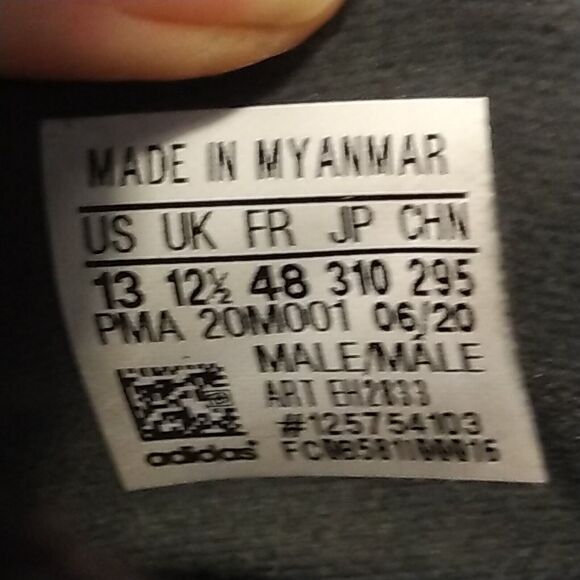 MADE IN MYANMAR
US UK FR JP CHN
13 12½ 48 310 295
PMA 20M001 06/20
MALE/MÂLE
ART
#125754103
adidas